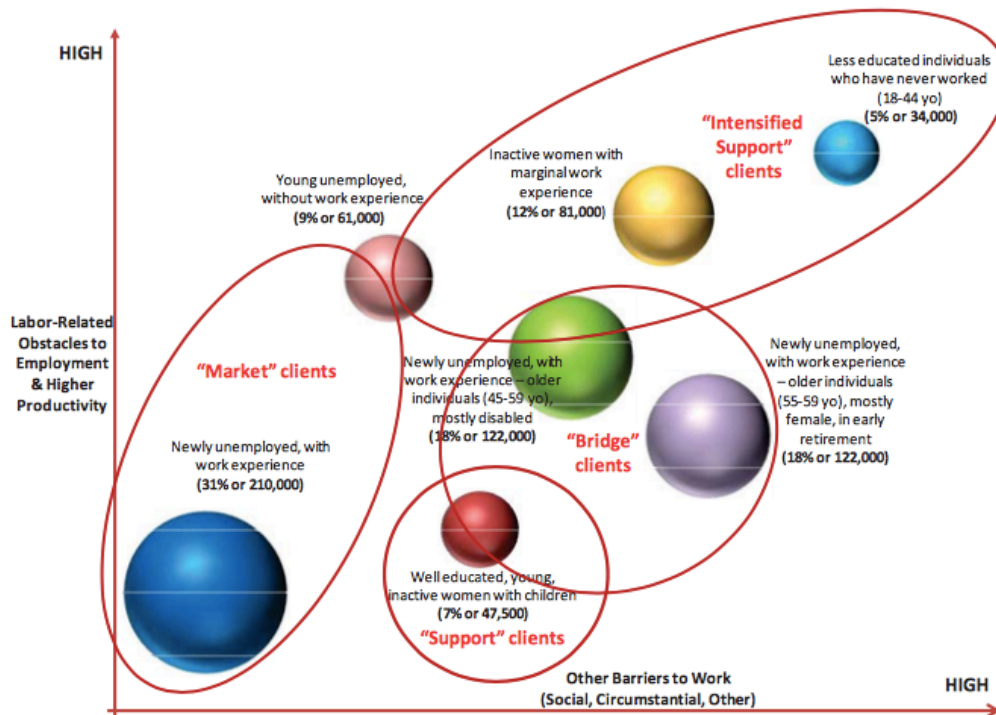 HIGH
Less educated individuals
who have never worked
(18-44 yo)
(5% or 34,000)
“Intensified
Support”
clients
Inactive women with
marginal work
experience
(12% or 81,000)
Young unemployed,
without work experience
(9% or 61,000)
Labor-Related
Obstacles to
Employment
& Higher
Productivity
“Market” clients
Newly unemployed, with
work experience – older
individuals (45-59 yo),
mostly disabled
(18% or 122,000)
Newly unemployed,
with work experience
– older individuals
(55-59 yo), mostly
female, in early
retirement
(18% or 122,000)
“Bridge”
clients
Newly unemployed, with
work experience
(31% or 210,000)
Well educated, young,
inactive women with children
(7% or 47,500)
“Support” clients
Other Barriers to Work
(Social, Circumstantial, Other)
HIGH